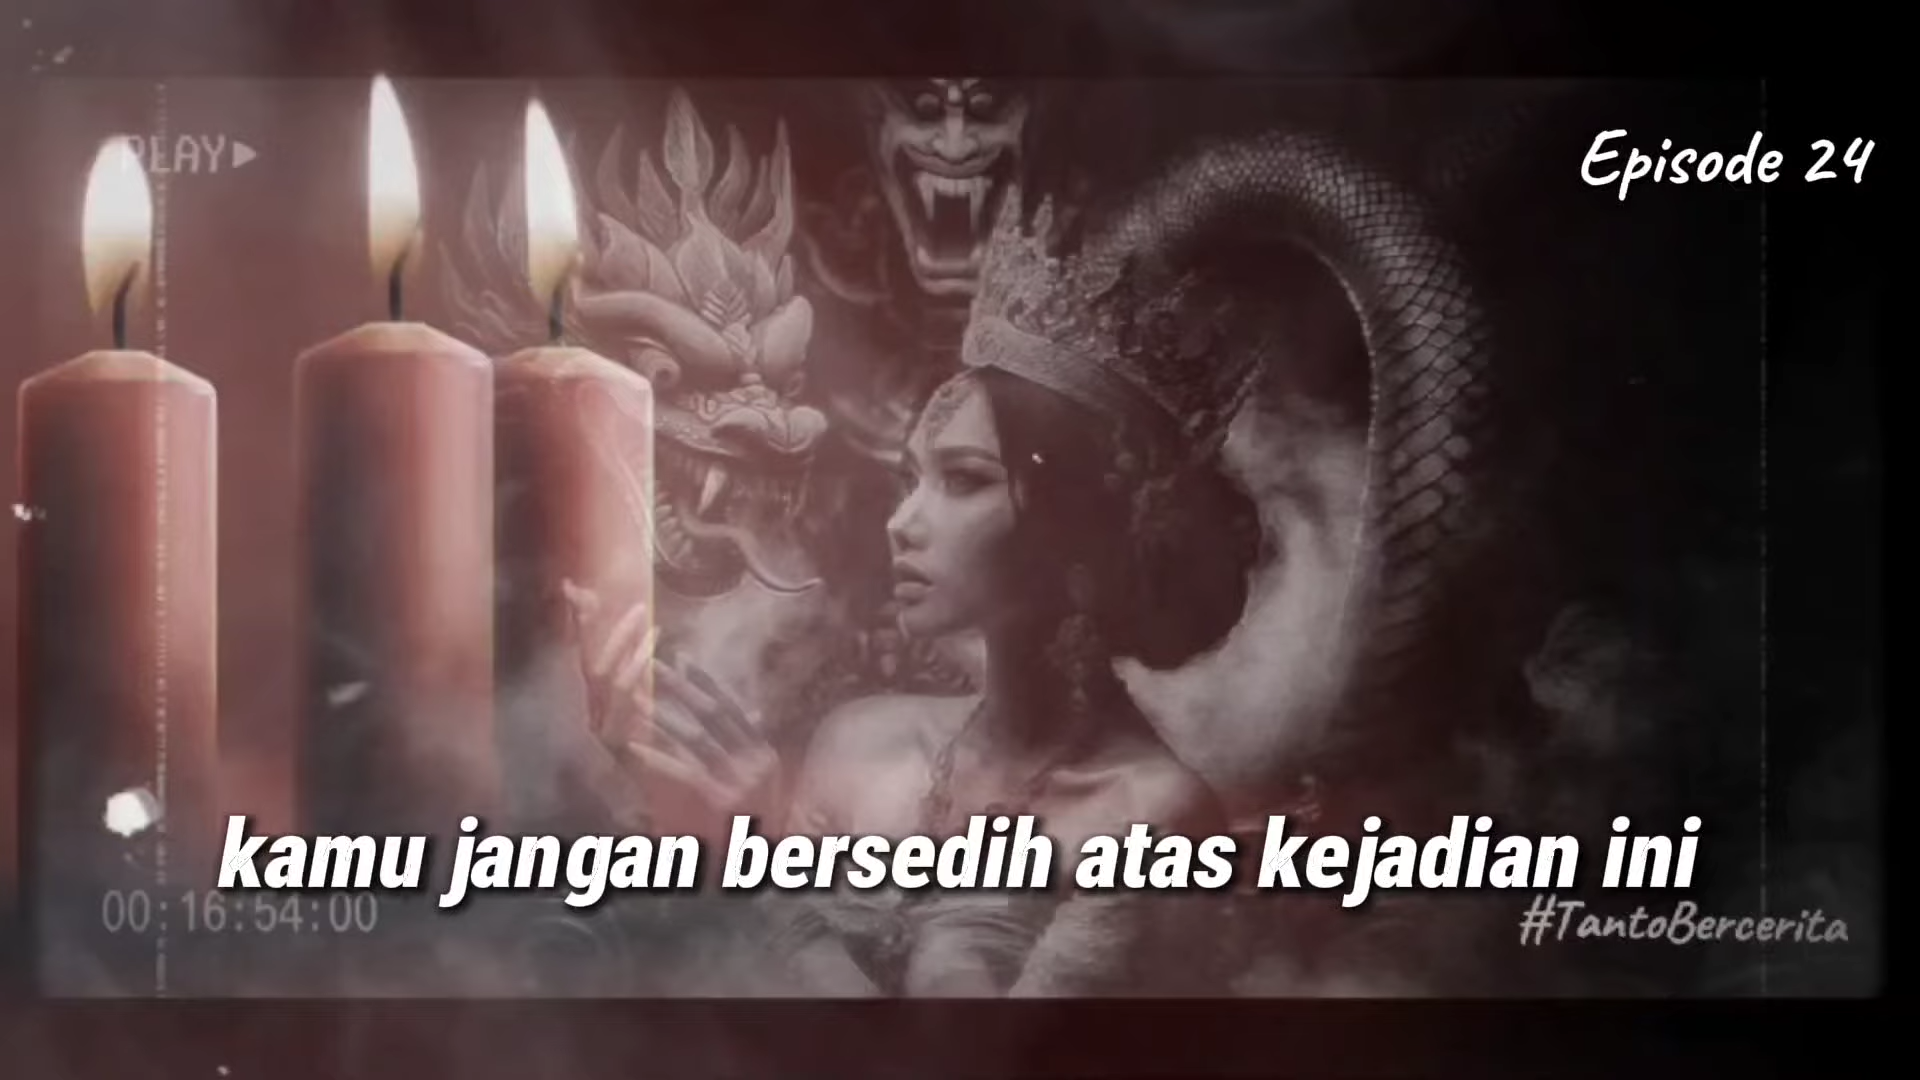 PLAY
Episode 24
kamu jangan bersedih atas kejadian ini
00:16:54:00
#TantoBercerita